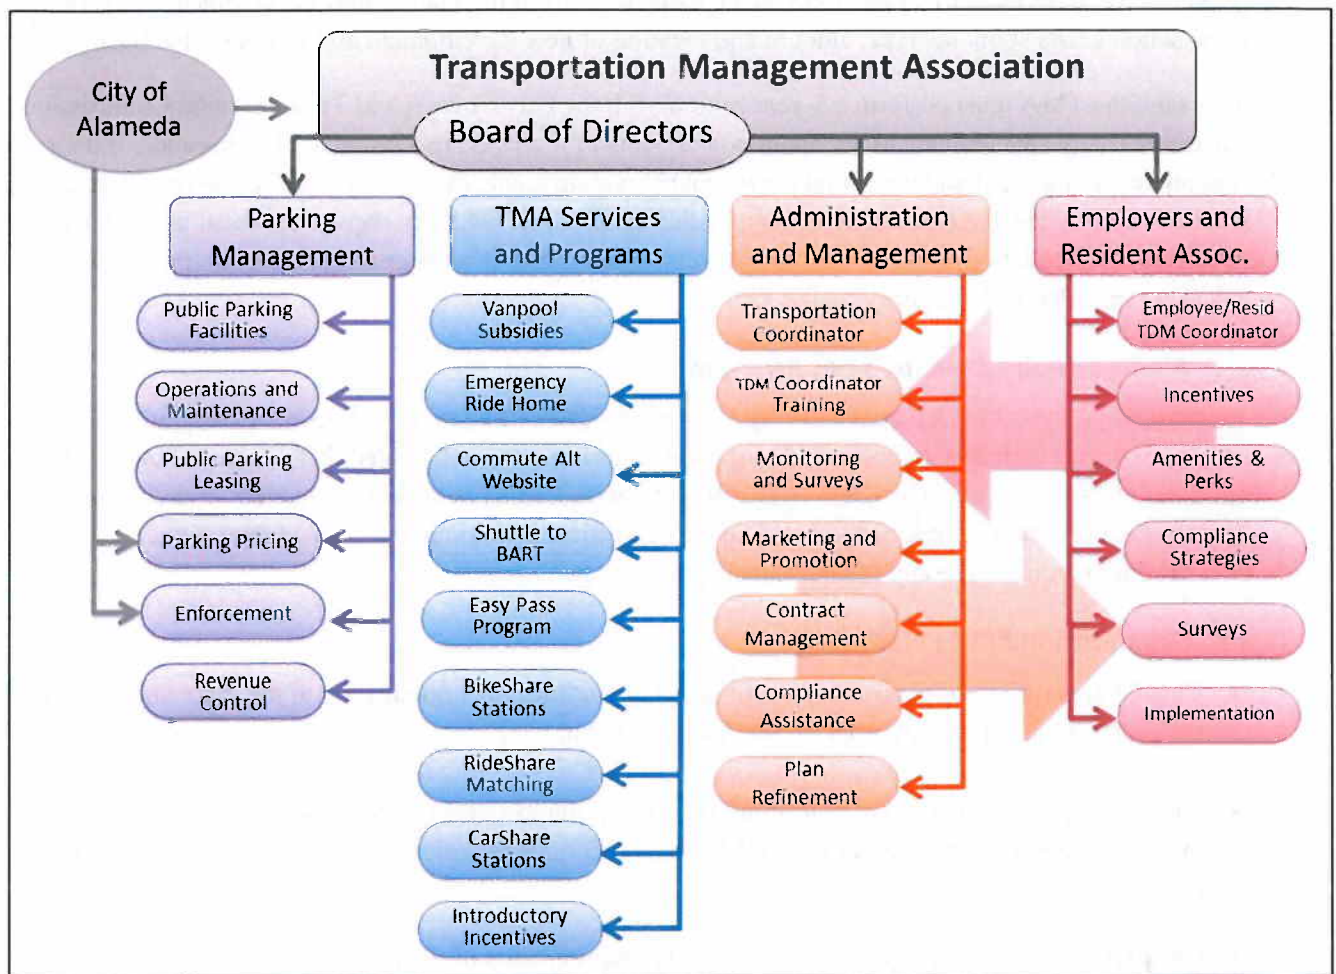 City of
Alameda
Transportation Management Association
Board of Directors
Parking
Management
Public Parking
Facilities
Operations and
Maintenance
Public Parking
Leasing
Parking Pricing
Enforcement
Revenue
Control
TMA Services
and Programs
Vanpool
Subsidies
Emergency
Ride Home
Commute Alt
Website
Shuttle to
BART
Easy Pass
Program
BikeShare
Stations
RideShare
Matching
CarShare
Stations
Introductory
Incentives
Administration
and Management
Transportation
Coordinator
TDM Coordinator
Training
Monitoring
and Surveys
Marketing and
Promotion
Contract
Management
Compliance
Assistance
Plan
Refinement
Employers and
Resident Assoc.
Employee/Resid
TDM Coordinator
Incentives
Amenities &
Perks
Compliance
Strategies
Surveys
Implementation